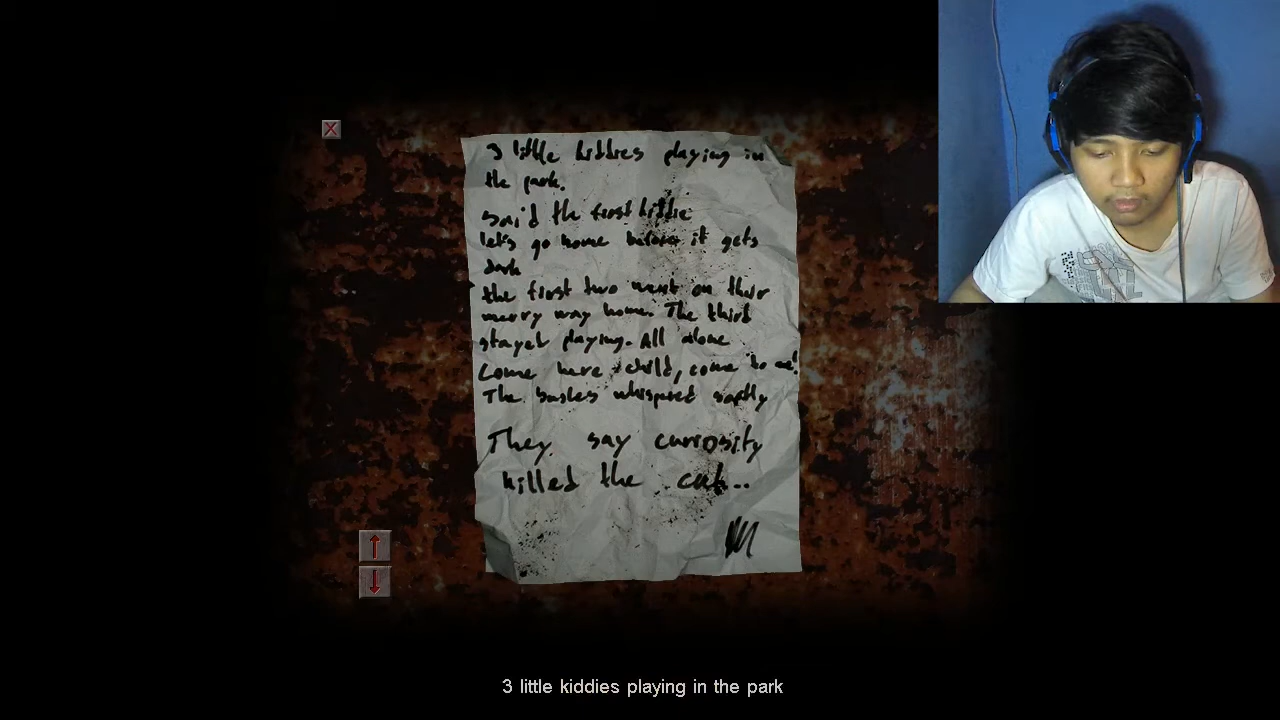 3 little kiddies playing in
the park.
said the first kiddie
let's go home before it gets
dark
the first two went on their
merry way home. The third
stayed playing. All alone
Come here child, come to me!
The bushes whispered softly
They say curiosity
killed the cat..
3 little kiddies playing in the park